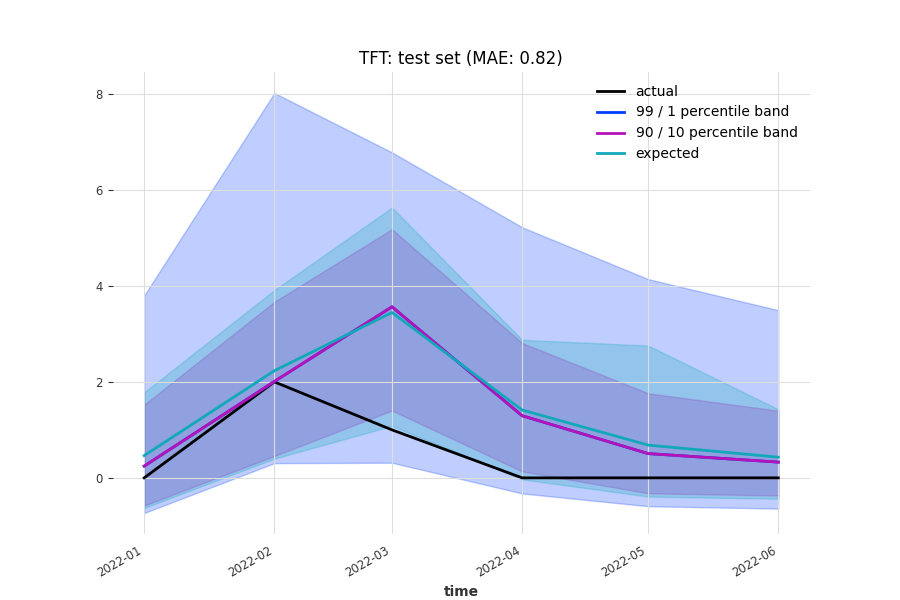 TFT: test set (MAE: 0.82)
actual
99 / 1 percentile band
90 / 10 percentile band
expected
8
6
4
2
0
2022-01
2022-02
2022-03
2022-04
2022-05
2022-06
time